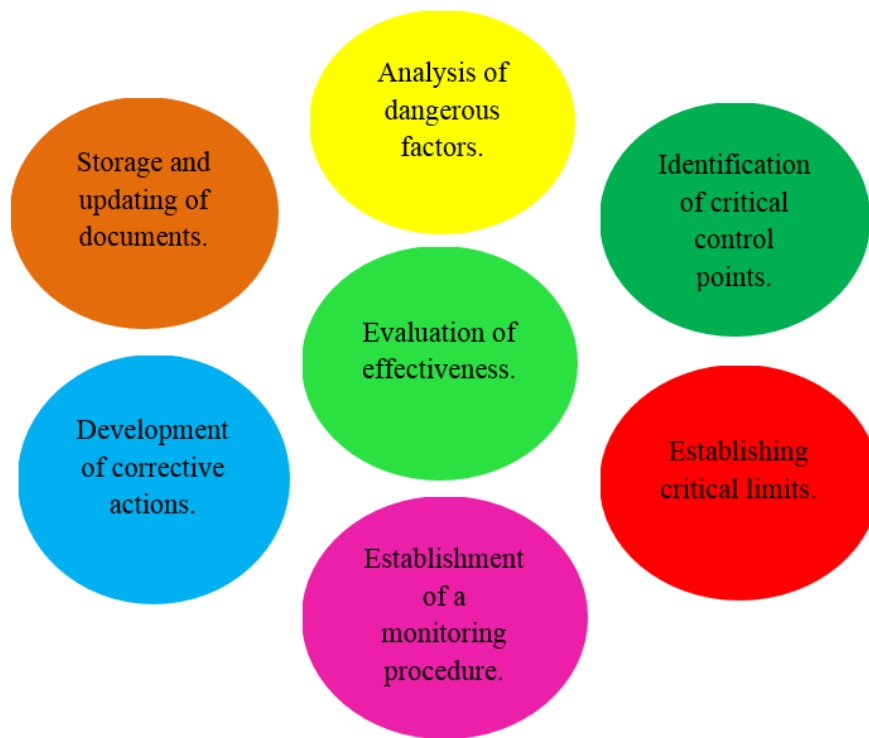 Analysis of
dangerous
factors.
Storage and
updating of
documents.
Identification
of critical
control
points.
Evaluation of
effectiveness.
Development
of corrective
actions.
Establishing
critical limits.
Establishment
of a
monitoring
procedure.